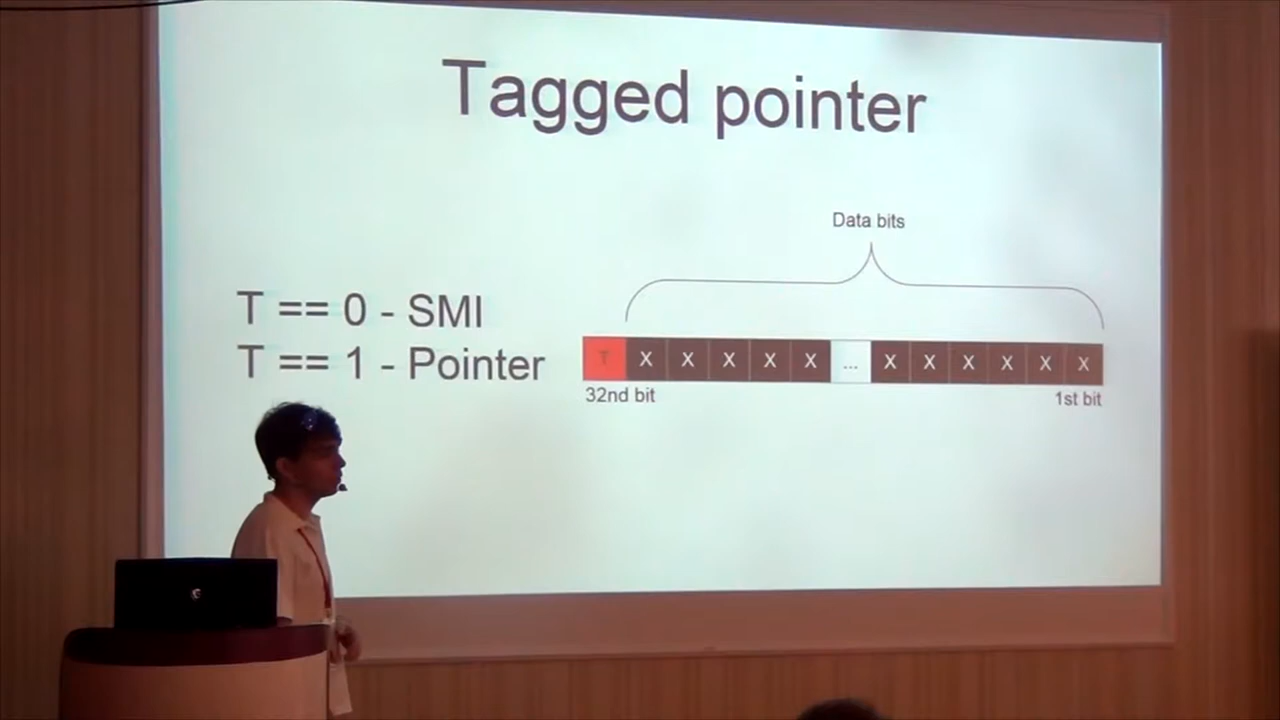 Tagged pointer
Data bits
T == 0 - SMI
T == 1 - Pointer
T X X X X X ... X X X X X X
32nd bit
1st bit